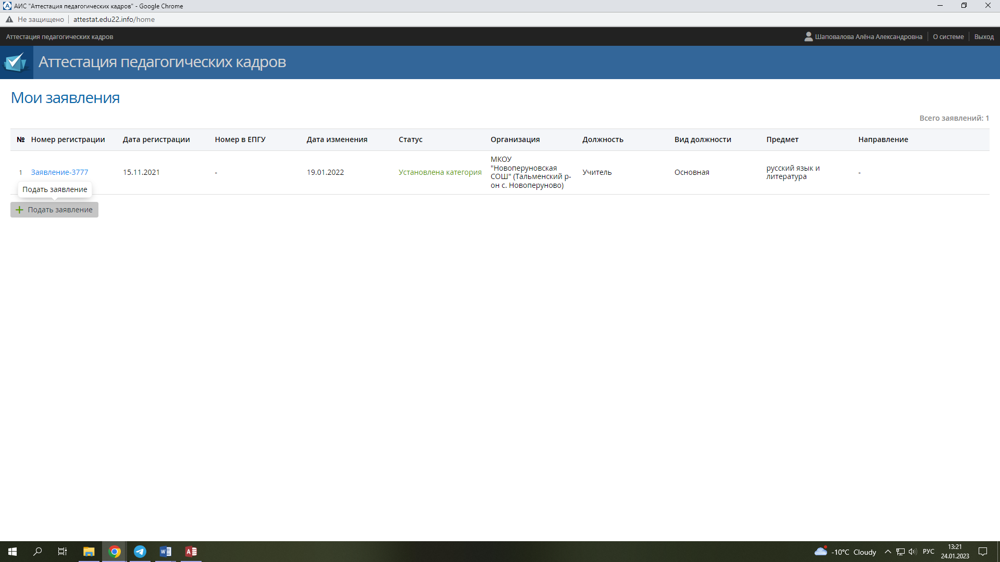 АИС "Аттестация педагогических кадров" - Google Chrome
Не защищено attestat.edu22.info/home
Аттестация педагогических кадров Шаповалова Алёна Александровна О системе Выход
Аттестация педагогических кадров
Мои заявления
Всего заявлений: 1
№ Номер регистрации Дата регистрации Номер в ЕПГУ Дата изменения Статус Организация Должность Вид должности Предмет Направление
1 Заявление-3777 15.11.2021 - 19.01.2022 Установлена категория
МКОУ
"Новоперуновская
СОШ" (Тальменский р-
он с. Новоперуново)
Учитель Основная
русский язык и
литература
-
Подать заявление
Подать заявление
-10°C Cloudy РУС
13:21
24.01.2023